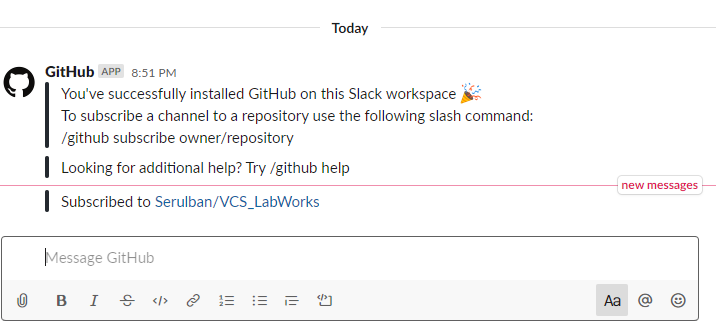 Today
GitHub APP 8:51 PM
You've successfully installed GitHub on this Slack workspace 🎉
To subscribe a channel to a repository use the following slash command:
/github subscribe owner/repository
Looking for additional help? Try /github help
new messages
Subscribed to Serulban/VCS_LabWorks
Message GitHub
B I S </> Aa @